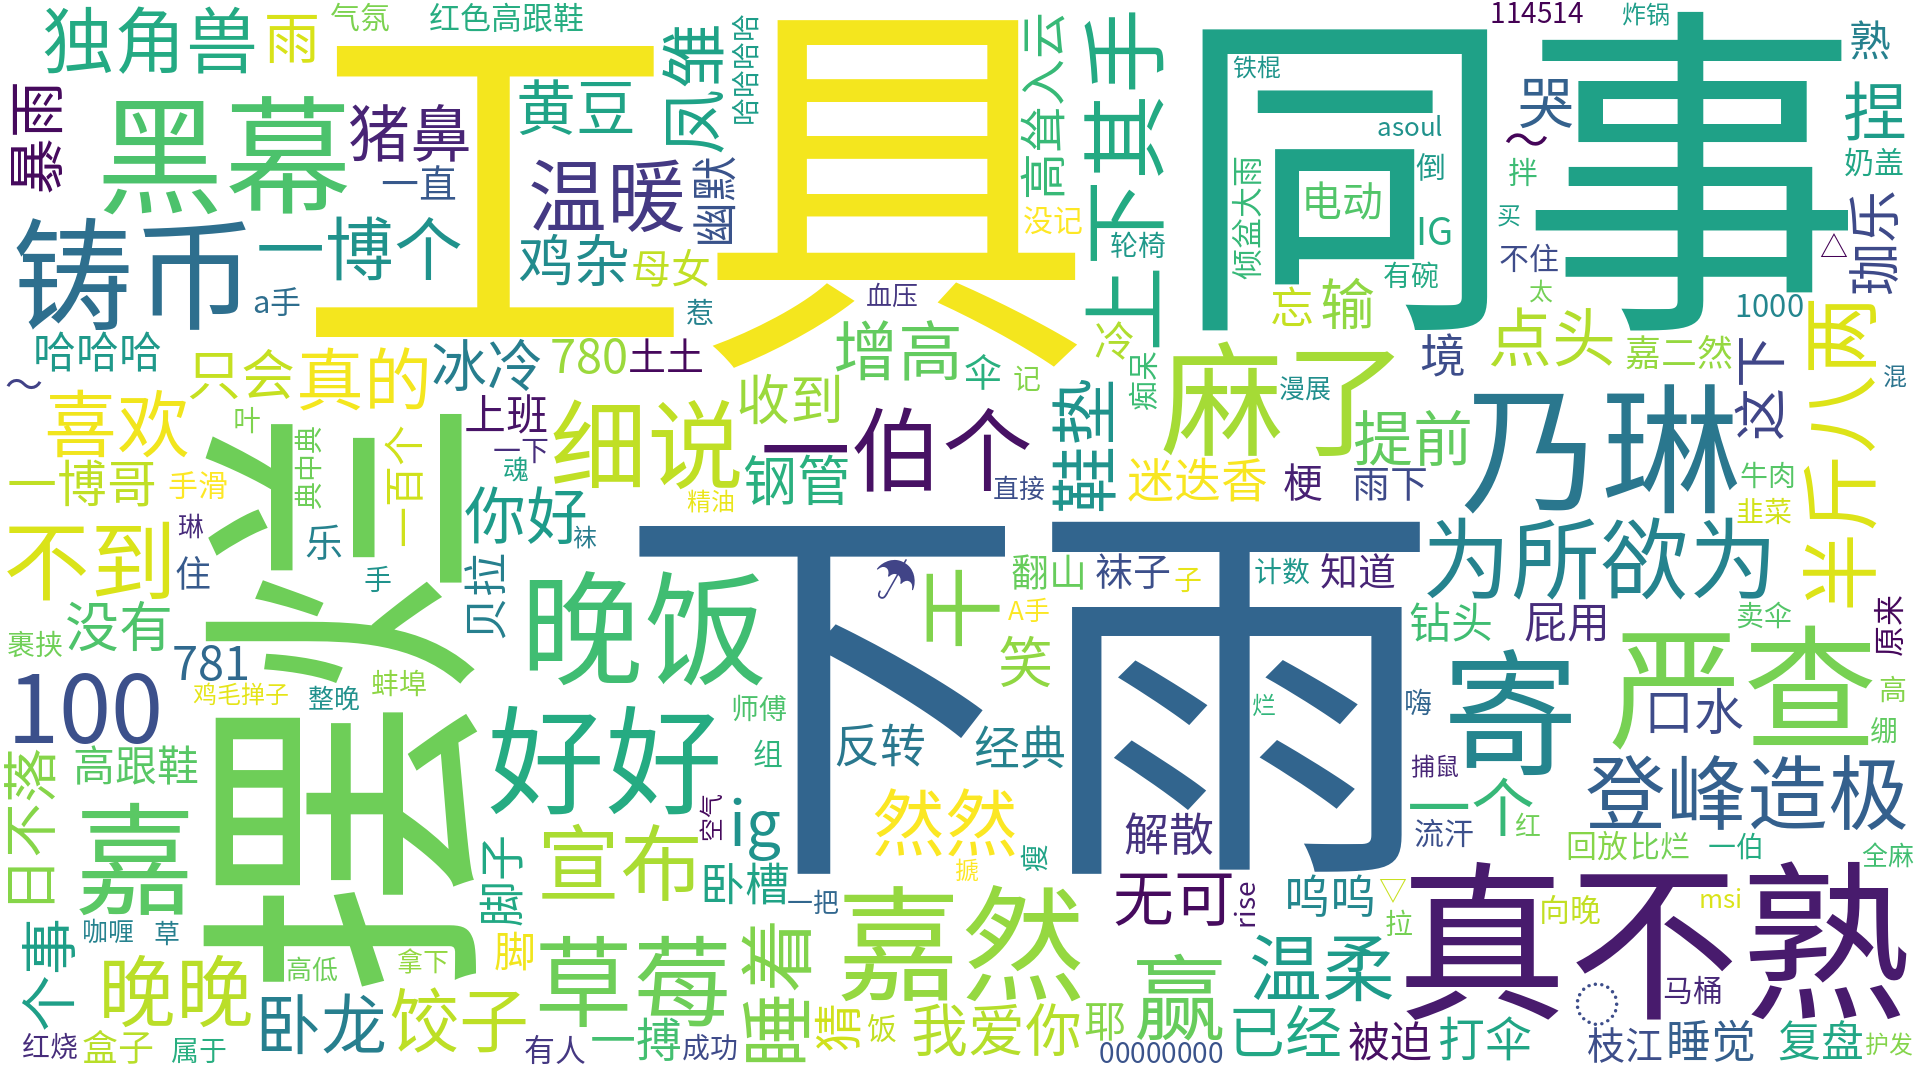 独角兽
雨
气氛
红色高跟鞋
工具
凤雏
哈哈哈哈
高耸入云
上下其手
同事
114514
炸锅
熟
暴雨
黑幕
猪鼻
黄豆
一直
温暖
幽默
铁棍
asoul
倒
电动
IG
倾盆大雨
有碗
哭
～
拌
买
不住
太
捏
奶盖
珈乐
△
1000
铸币
一博个
a手
鸡杂
母女
惹
血压
没记
轮椅
忘
输
冷
境
点头
嘉二然
这下
半斤八两
混
哈哈哈
～
只会
真的
冰冷
780
土土
增高
伞
记
收到
痴呆
麻了
漫展
提前
乃琳
喜欢
叶
典中典
一百个
上班
一下
魂
细说
精油
钢管
一伯个
直接
鞋垫
迷迭香
梗
雨下
牛肉
韭菜
一博哥
手滑
琳
不到
住
乐
手
你好
袜
贝拉
下雨
☂
翻山
袜子
子
A手
干
笑
计数
知道
为所欲为
钻头
屁用
卖伞
原来
没有
裹挟
781
100
鸡毛掸子
整晚
蚌埠
捏尖兰
晚饭
师傅
组
反转
经典
烂
嗨
寄
严查
口水
高
绷
日不落
高跟鞋
嘉
好好
空气
ig
然然
搋
瘦
解散
捕鼠
一个
红
流汗
登峰造极
回放比烂
一伯
全麻
个事
咖喱
草
脚子
宣布
卧槽
一把
无可
rise
呜呜
▽
拉
向晚
msi
真不熟
晚晚
高低
拿下
脚
草莓
睡着
嘉然
赢
温柔
马桶
红烧
盒子
属于
卧龙
饺子
有人
一搏
成功
猜
饭
我爱你
耶
00000000
已经
被迫
打伞
枝江
睡觉
复盘
护发